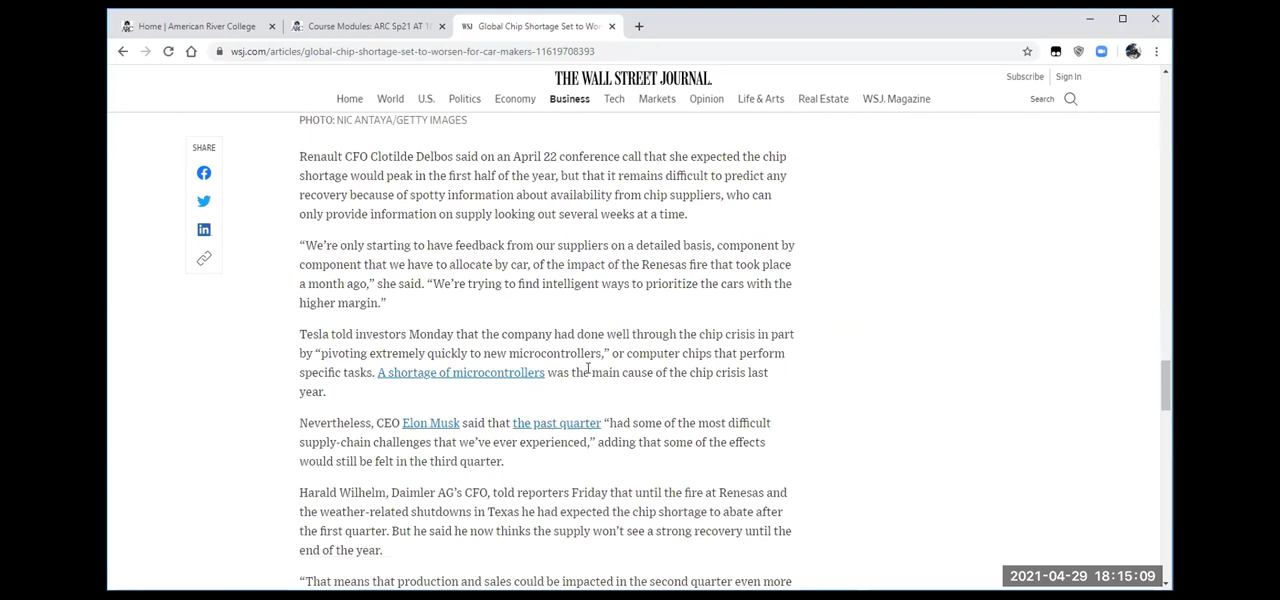 Home | American River College
Course Modules: ARC Sp21 AT 1
WSJ Global Chip Shortage Set to Wor
wsj.com/articles/global-chip-shortage-set-to-worsen-for-car-makers-11619708393
THE WALL STREET JOURNAL.
Subscribe Sign In
Home World U.S. Politics Economy Business Tech Markets Opinion Life & Arts Real Estate WSJ. Magazine
Search
PHOTO: NIC ANTAYA/GETTY IMAGES
SHARE
Renault CFO Clotilde Delbos said on an April 22 conference call that she expected the chip
shortage would peak in the first half of the year, but that it remains difficult to predict any
recovery because of spotty information about availability from chip suppliers, who can
only provide information on supply looking out several weeks at a time.
“We’re only starting to have feedback from our suppliers on a detailed basis, component by
component that we have to allocate by car, of the impact of the Renesas fire that took place
a month ago,” she said. “We’re trying to find intelligent ways to prioritize the cars with the
higher margin.”
Tesla told investors Monday that the company had done well through the chip crisis in part
by “pivoting extremely quickly to new microcontrollers,” or computer chips that perform
specific tasks. A shortage of microcontrollers was the main cause of the chip crisis last
year.
Nevertheless, CEO Elon Musk said that the past quarter “had some of the most difficult
supply-chain challenges that we’ve ever experienced,” adding that some of the effects
would still be felt in the third quarter.
Harald Wilhelm, Daimler AG’s CFO, told reporters Friday that until the fire at Renesas and
the weather-related shutdowns in Texas he had expected the chip shortage to abate after
the first quarter. But he said he now thinks the supply won’t see a strong recovery until the
end of the year.
“That means that production and sales could be impacted in the second quarter even more
2021-04-29 18:15:09